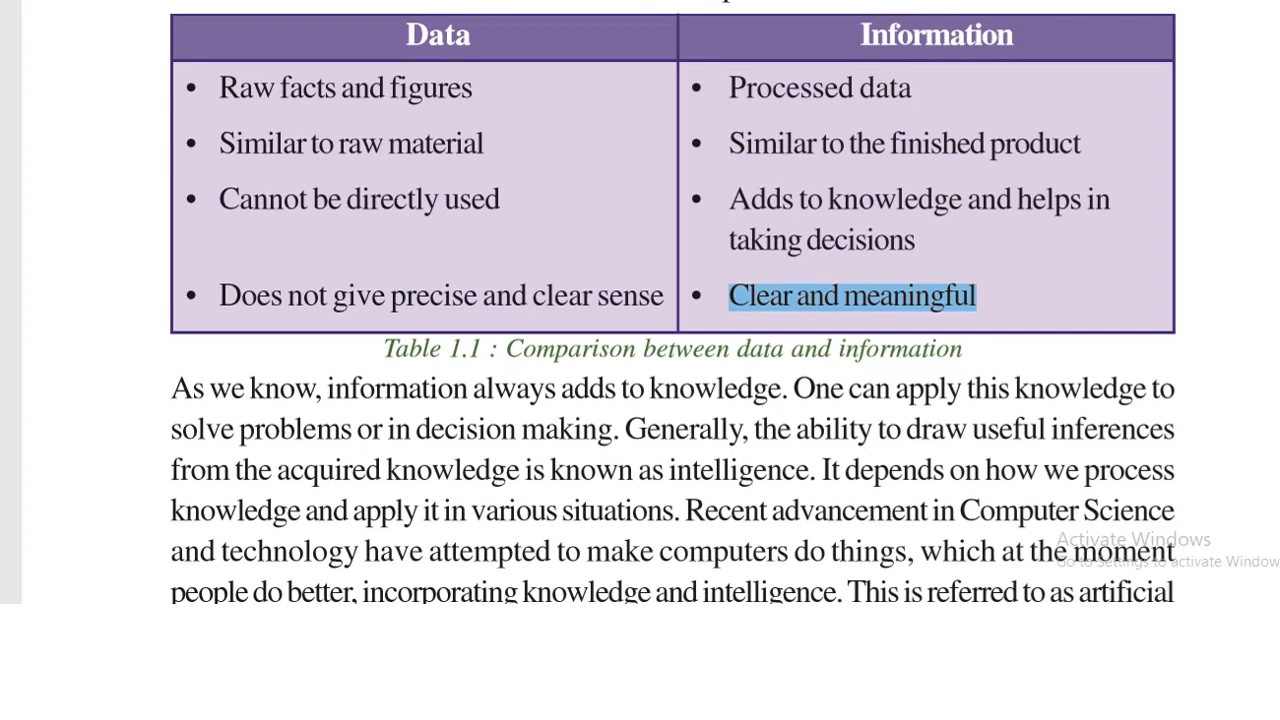 Data
Information
• Raw facts and figures
• Processed data
• Similar to raw material
• Similar to the finished product
• Cannot be directly used
• Adds to knowledge and helps in
taking decisions
• Does not give precise and clear sense
• Clear and meaningful
Table 1.1 : Comparison between data and information
As we know, information always adds to knowledge. One can apply this knowledge to
solve problems or in decision making. Generally, the ability to draw useful inferences
from the acquired knowledge is known as intelligence. It depends on how we process
knowledge and apply it in various situations. Recent advancement in Computer Science
and technology have attempted to make computers do things, which at the moment
people do better, incorporating knowledge and intelligence. This is referred to as artificial
Activate Windows
Go to Settings to activate Window